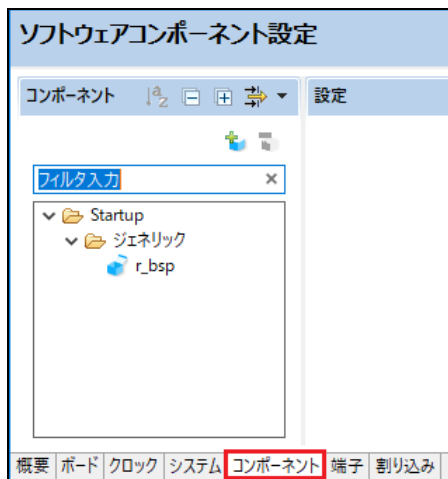 ソフトウェアコンポーネント設定
コンポーネント
設定
フィルタ入力
Startup
ジェネリック
r_bsp
概要 ボード クロック システム コンポーネント 端子 割り込み